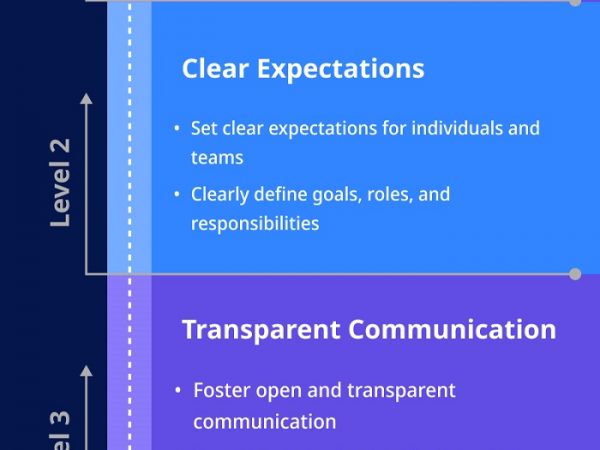 Clear Expectations
• Set clear expectations for individuals and
teams
• Clearly define goals, roles, and
responsibilities
Level 2
Transparent Communication
• Foster open and transparent
communication
el 3